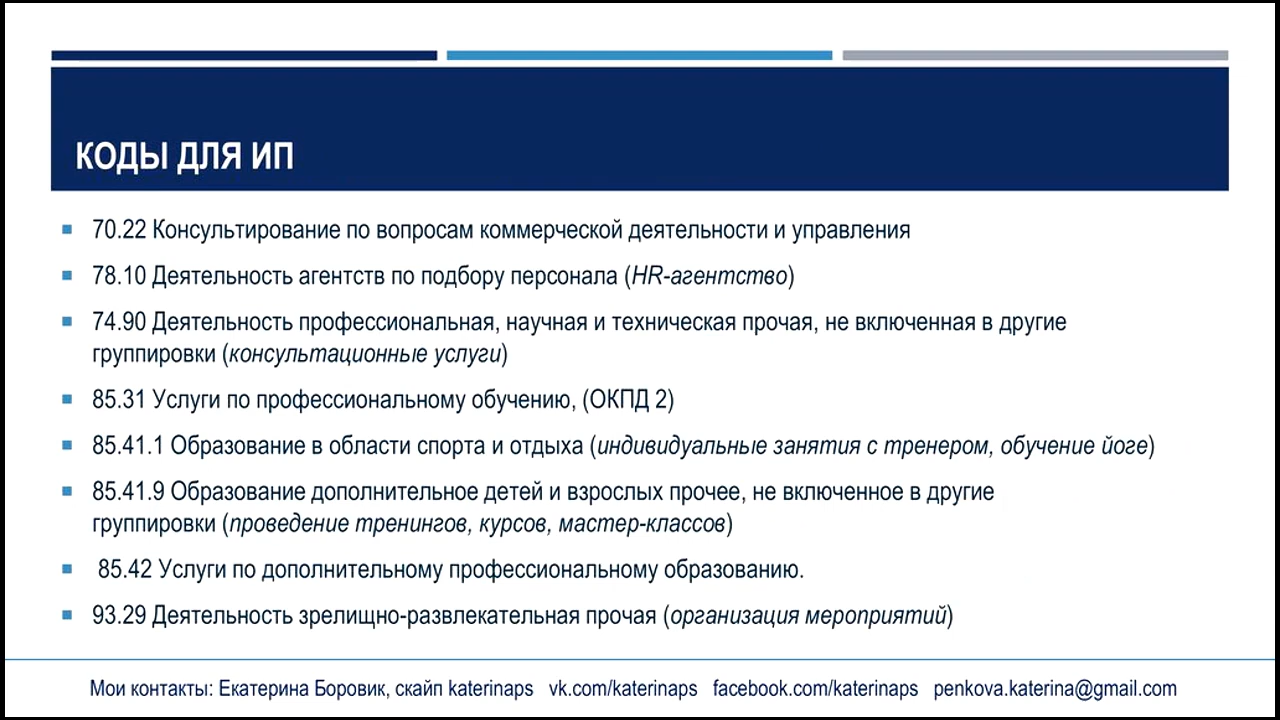 КОДЫ ДЛЯ ИП
70.22 Консультирование по вопросам коммерческой деятельности и управления
78.10 Деятельность агентств по подбору персонала (HR-агентство)
74.90 Деятельность профессиональная, научная и техническая прочая, не включенная в другие
группировки (консультационные услуги)
85.31 Услуги по профессиональному обучению, (ОКПД 2)
85.41.1 Образование в области спорта и отдыха (индивидуальные занятия с тренером, обучение йоге)
85.41.9 Образование дополнительное детей и взрослых прочее, не включенное в другие
группировки (проведение тренингов, курсов, мастер-классов)
85.42 Услуги по дополнительному профессиональному образованию.
93.29 Деятельность зрелищно-развлекательная прочая (организация мероприятий)
Мои контакты: Екатерина Боровик, скайп katerinaps vk.com/katerinaps facebook.com/katerinaps penkova.katerina@gmail.com